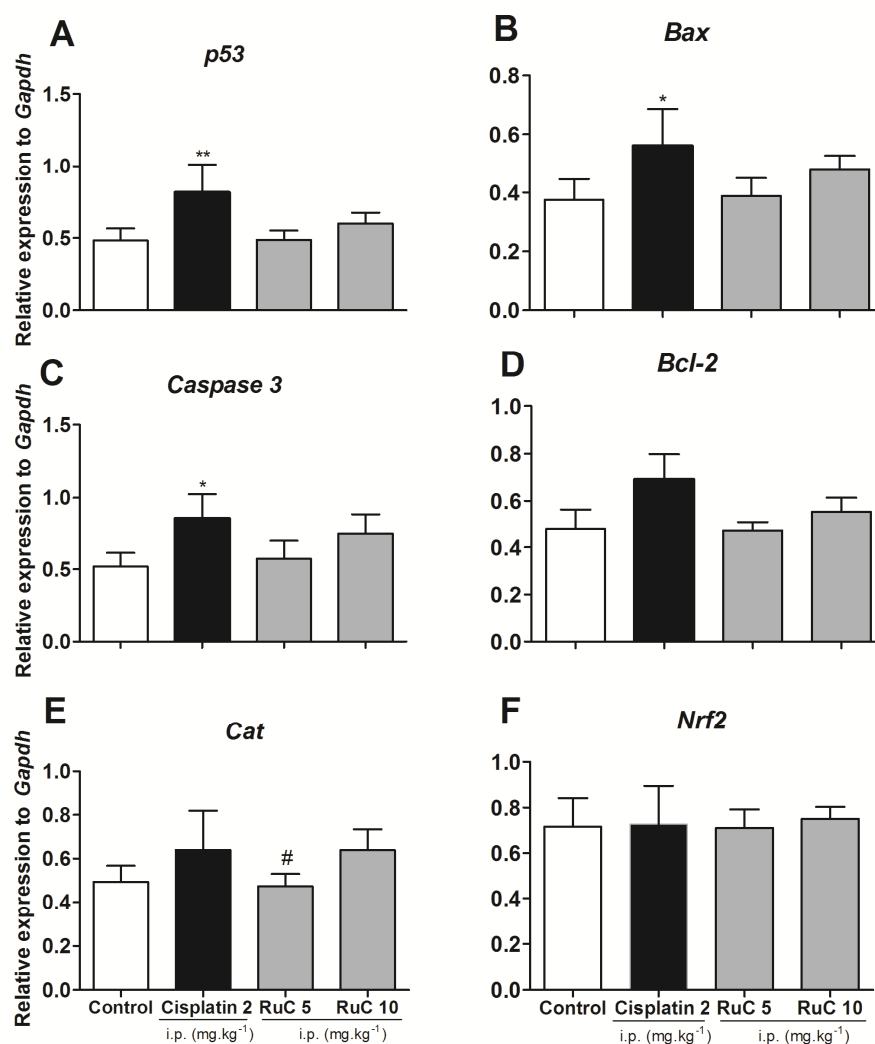 A
p53
Relative expression to Gapdh
1.5
1.0
0.5
0.0
**
B
Bax
0.8
0.6
0.4
0.2
0.0
*
C
Caspase 3
Relative expression to Gapdh
1.5
1.0
0.5
0.0
*
D
Bcl-2
1.0
0.8
0.6
0.4
0.2
0.0
E
Cat
Relative expression to Gapdh
1.0
0.8
0.6
0.4
0.2
0.0
#
Control Cisplatin 2 RuC 5 RuC 10
i.p. (mg.kg⁻¹) i.p. (mg.kg⁻¹)
F
Nrf2
1.0
0.8
0.6
0.4
0.2
0.0
Control Cisplatin 2 RuC 5 RuC 10
i.p. (mg.kg⁻¹) i.p. (mg.kg⁻¹)